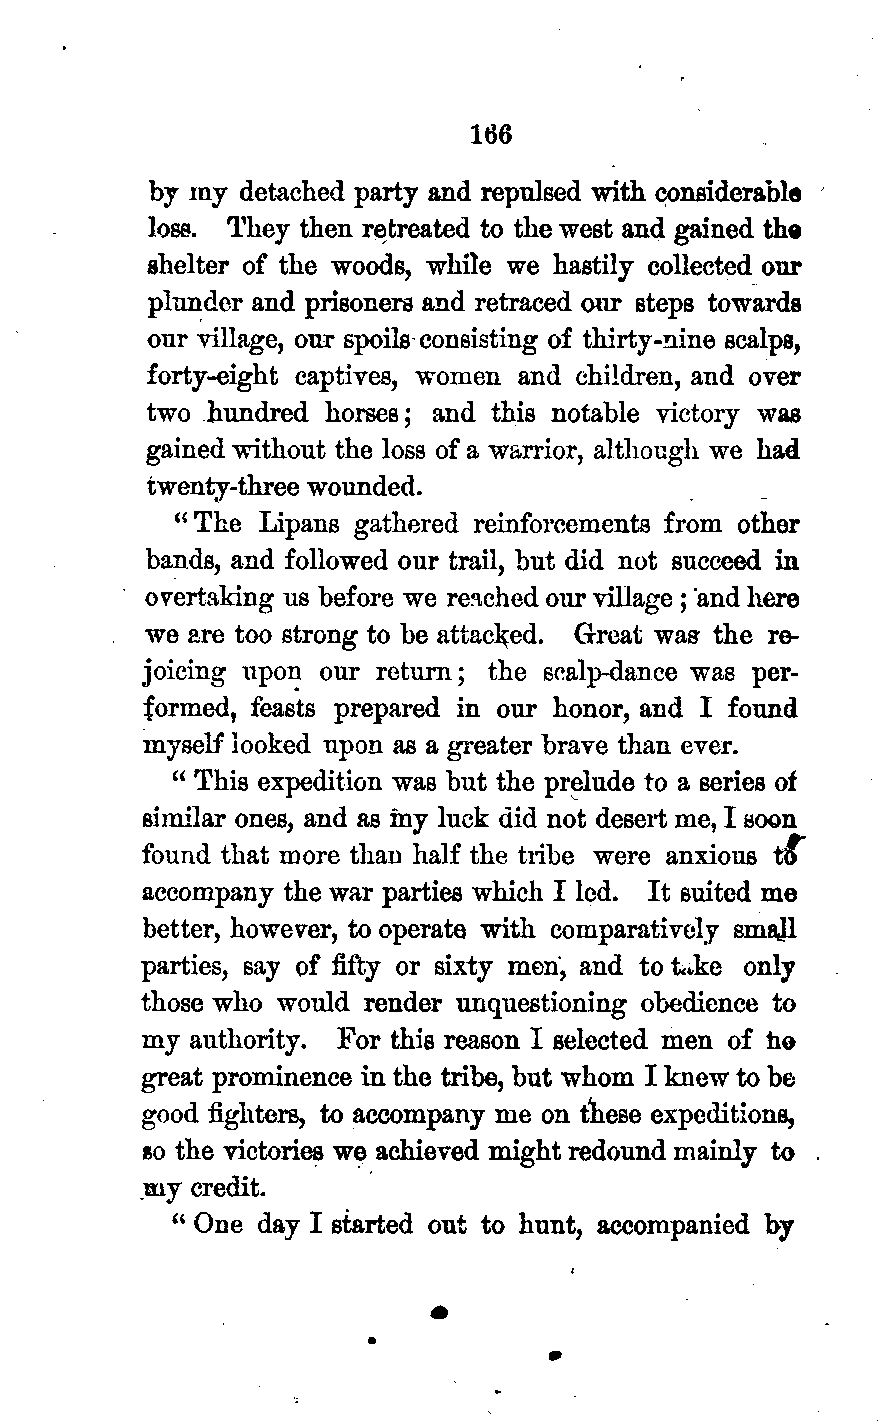 166
by my detached party and repulsed with considerable
loss. They then retreated to the west and gained the
shelter of the woods, while we hastily collected our
plunder and prisoners and retraced our steps towards
our village, our spoils consisting of thirty-nine scalps,
forty-eight captives, women and children, and over
two hundred horses; and this notable victory was
gained without the loss of a warrior, although we had
twenty-three wounded.
"The Lipans gathered reinforcements from other
bands, and followed our trail, but did not succeed in
overtaking us before we reached our village; and here
we are too strong to be attacked. Great was the re-
joicing upon our return; the scalp-dance was per-
formed, feasts prepared in our honor, and I found
myself looked upon as a greater brave than ever.
"This expedition was but the prelude to a series of
similar ones, and as my luck did not desert me, I soon
found that more than half the tribe were anxious to
accompany the war parties which I led. It suited me
better, however, to operate with comparatively small
parties, say of fifty or sixty men, and to take only
those who would render unquestioning obedience to
my authority. For this reason I selected men of no
great prominence in the tribe, but whom I knew to be
good fighters, to accompany me on these expeditions,
so the victories we achieved might redound mainly to
my credit.
"One day I started out to hunt, accompanied by